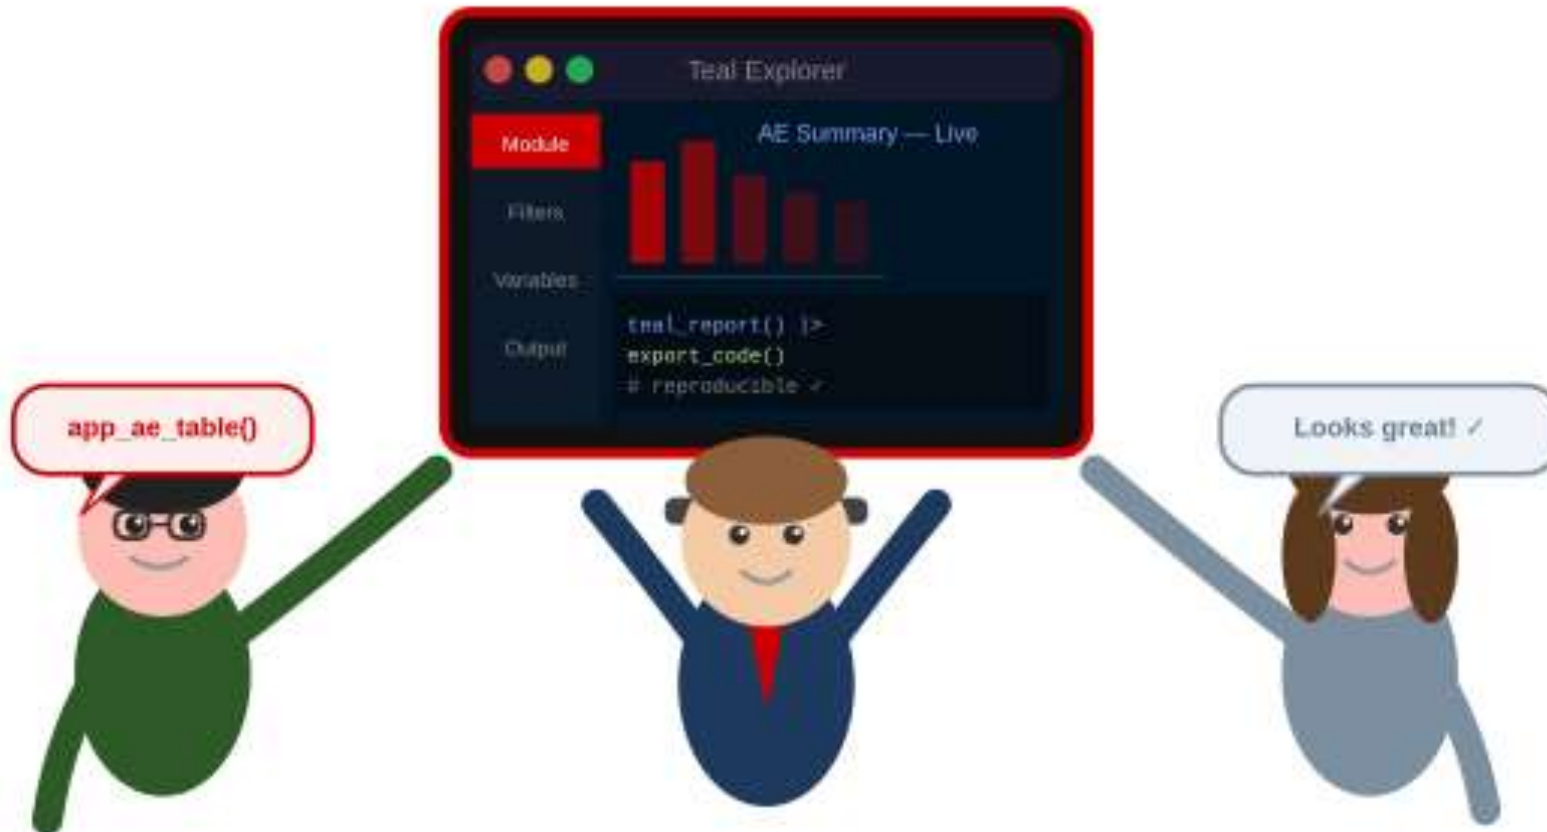 Teal Explorer
Module
AE Summary — Live
Filters
Variables
Output
teal_report() |>
export_code()
# reproducible ✓
app_ae_table()
Looks great! ✓